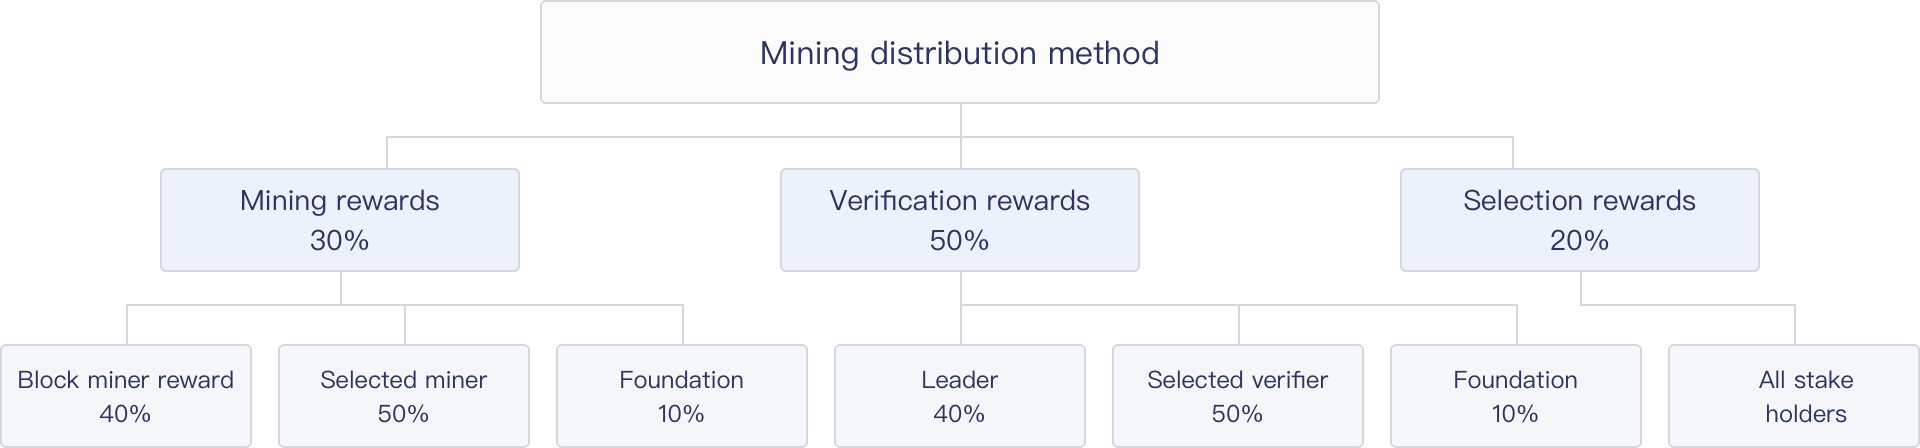 Mining distribution method
Mining rewards
30%
Verification rewards
50%
Selection rewards
20%
Block miner reward
40%
Selected miner
50%
Foundation
10%
Leader
40%
Selected verifier
50%
Foundation
10%
All stake
holders